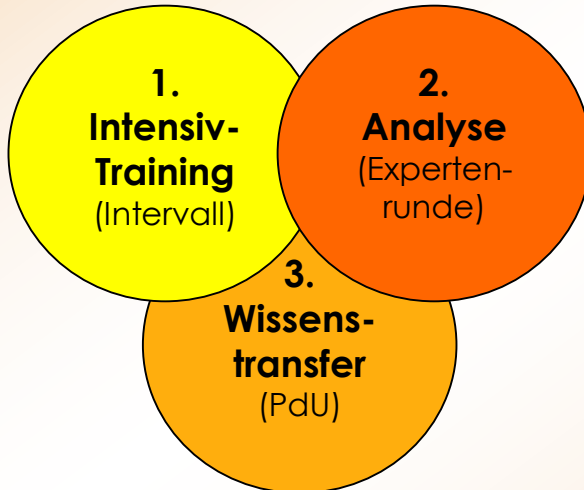 1.
Intensiv-
Training
(Intervall)
2.
Analyse
(Experten-
runde)
3.
Wissens-
transfer
(PdU)